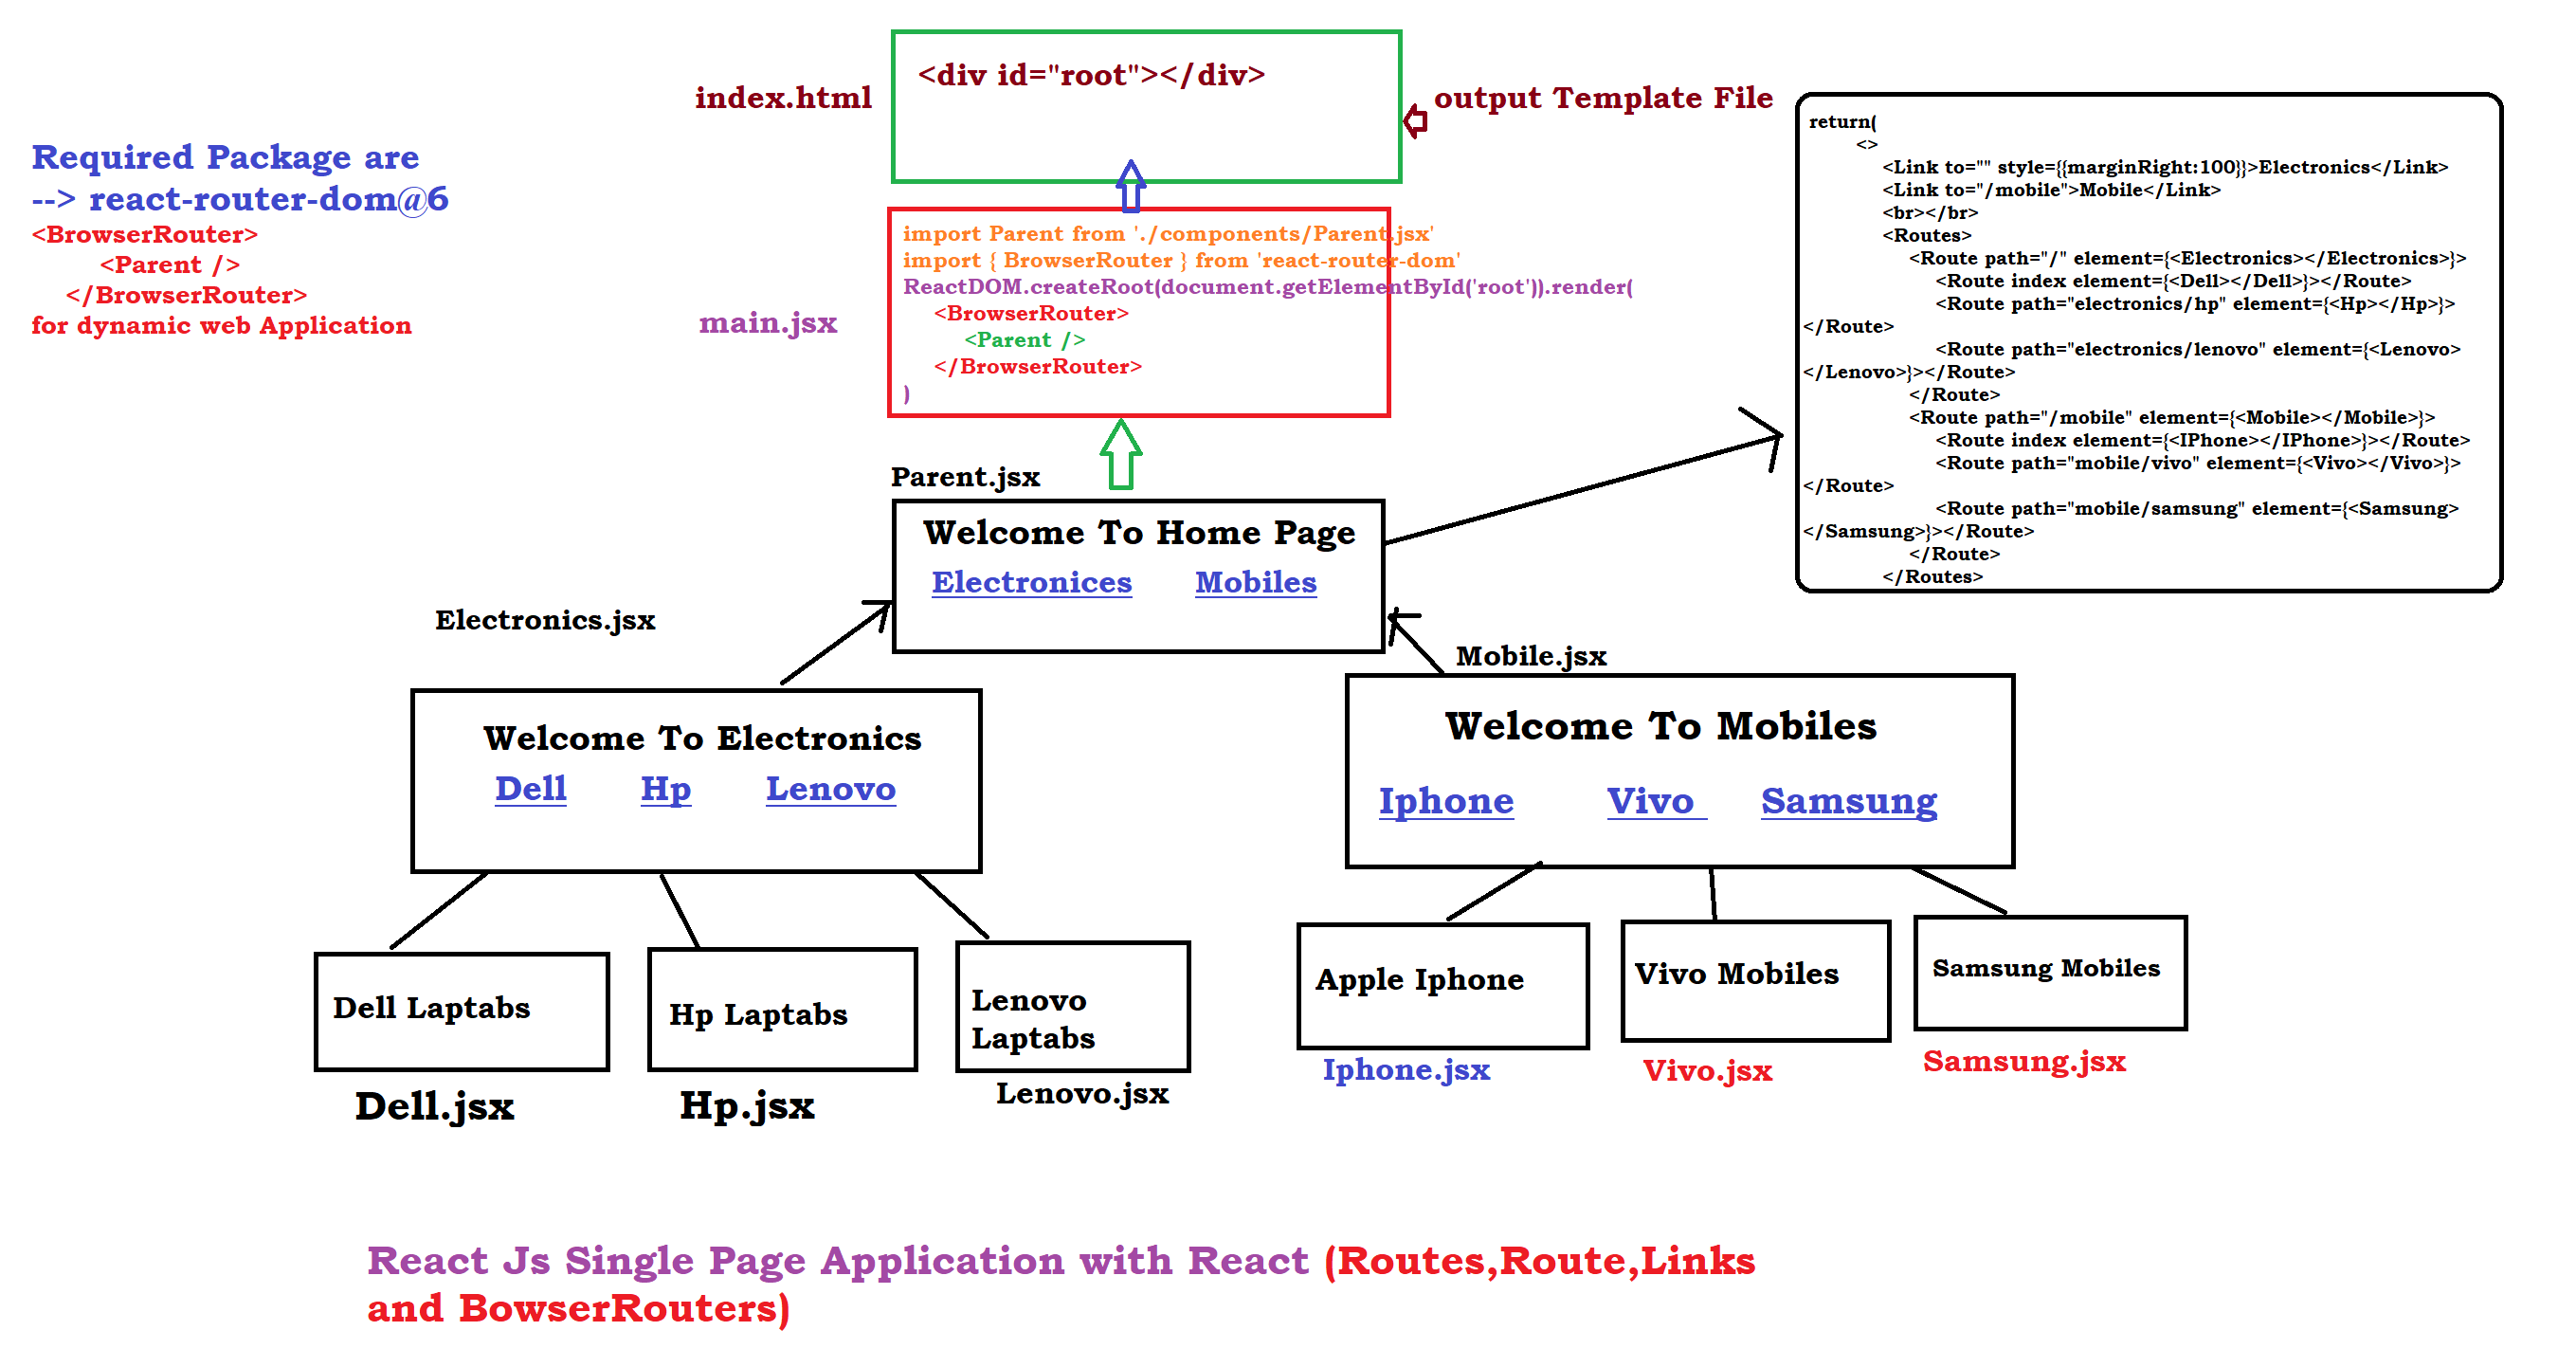 <div id="root"></div>
index.html
output Template File
Required Package are
--> react-router-dom@6
<BrowserRouter>
<Parent />
</BrowserRouter>
for dynamic web Application
import Parent from './components/Parent.jsx'
import { BrowserRouter } from 'react-router-dom'
ReactDOM.createRoot(document.getElementById('root')).render(
<BrowserRouter>
<Parent />
</BrowserRouter>
)
main.jsx
return(
<>
<Link to="" style={{marginRight:100}}>Electronics</Link>
<Link to="/mobile">Mobile</Link>
<br></br>
<Routes>
<Route path="/" element={<Electronics></Electronics>}>
<Route index element={<Dell></Dell>}></Route>
<Route path="electronics/hp" element={<Hp></Hp>}>
</Route>
<Route path="electronics/lenovo" element={<Lenovo>
</Lenovo>}></Route>
</Route>
<Route path="/mobile" element={<Mobile></Mobile>}>
<Route index element={<IPhone></IPhone>}></Route>
<Route path="mobile/vivo" element={<Vivo></Vivo>}>
</Route>
<Route path="mobile/samsung" element={<Samsung>
</Samsung>}></Route>
</Route>
</Routes>
Parent.jsx
Welcome To Home Page
Electronices Mobiles
Electronics.jsx
Mobile.jsx
Welcome To Electronics
Dell Hp Lenovo
Welcome To Mobiles
Iphone Vivo Samsung
Dell Laptabs
Hp Laptabs
Lenovo
Laptabs
Apple Iphone
Vivo Mobiles
Samsung Mobiles
Dell.jsx
Hp.jsx
Lenovo.jsx
Iphone.jsx
Vivo.jsx
Samsung.jsx
React Js Single Page Application with React (Routes,Route,Links
and BowserRouters)